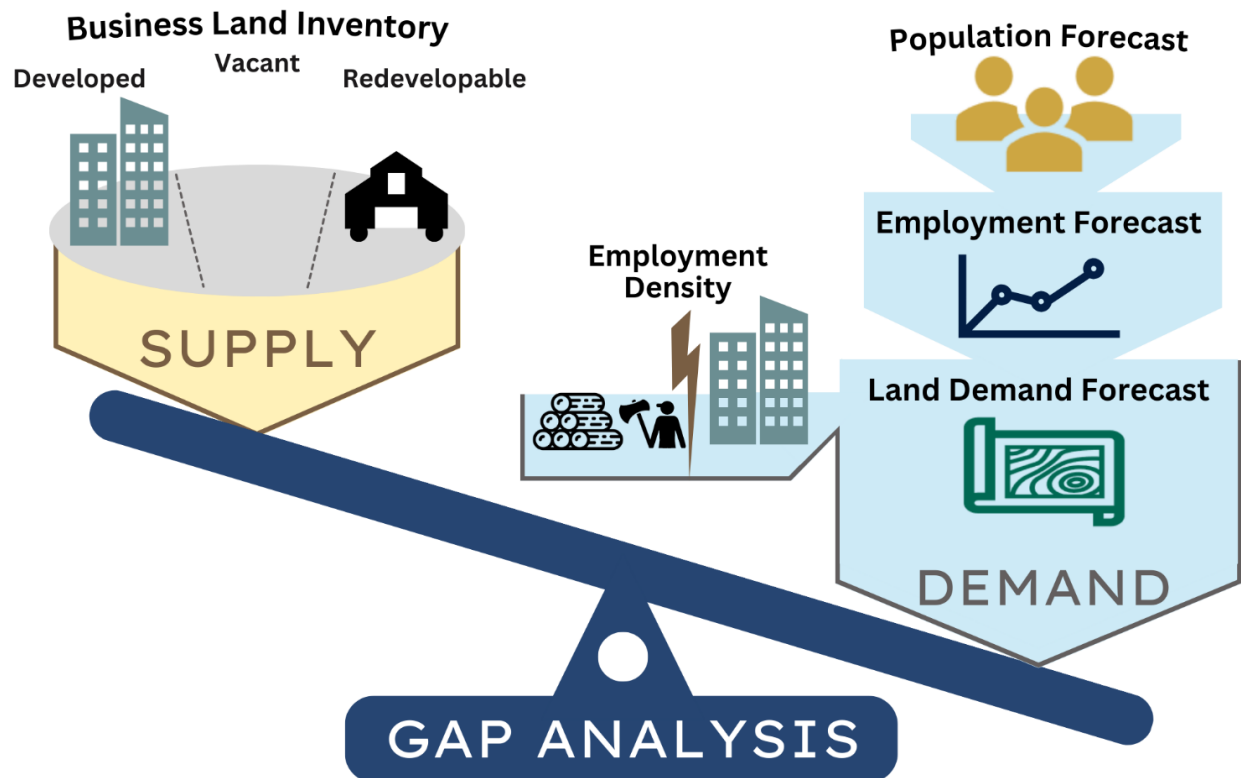 Business Land Inventory
Developed
Vacant
Redevelopable
SUPPLY
Employment
Density
Population Forecast
Employment Forecast
Land Demand Forecast
DEMAND
GAP ANALYSIS